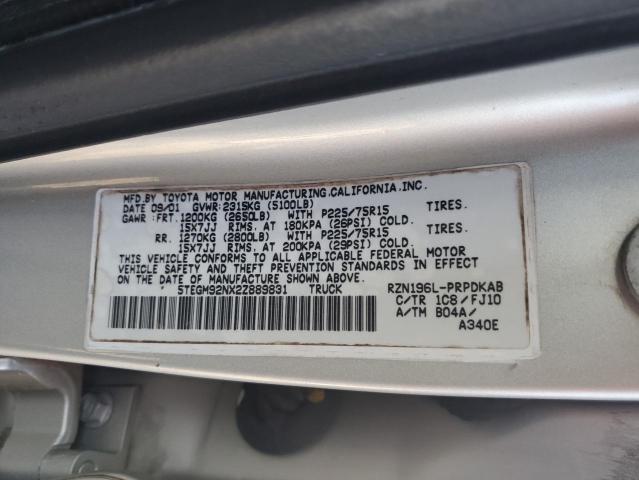 MFD.BY TOYOTA MOTOR MANUFACTURING.CALIFORNIA.INC.
DATE 09/01 GVWR:2315KG (5100LB)
GAWR:FRT.1200KG (2650LB) WITH P225/75R15 TIRES.
15X7JJ RIMS. AT 180KPA (26PSI) COLD.
RR. 1270KG (2800LB) WITH P225/75R15 TIRES.
15X7JJ RIMS. AT 200KPA (29PSI) COLD.
THIS VEHICLE CONFORMS TO ALL APPLICABLE FEDERAL MOTOR
VEHICLE SAFETY AND THEFT PREVENTION STANDARDS IN EFFECT
ON THE DATE OF MANUFACTURE SHOWN ABOVE.
5TEGM92NX2Z869831 TRUCK RZN196L-PRPDKAB
C/TR 1C8/FJ10
A/TM B04A/
A340E